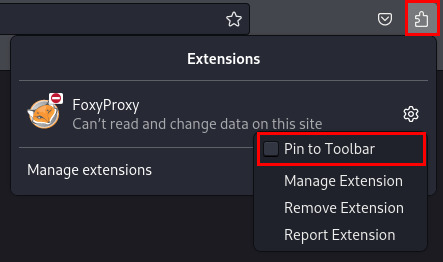 Extensions
FoxyProxy
Can't read and change data on this site
Pin to Toolbar
Manage extensions
Manage Extension
Remove Extension
Report Extension